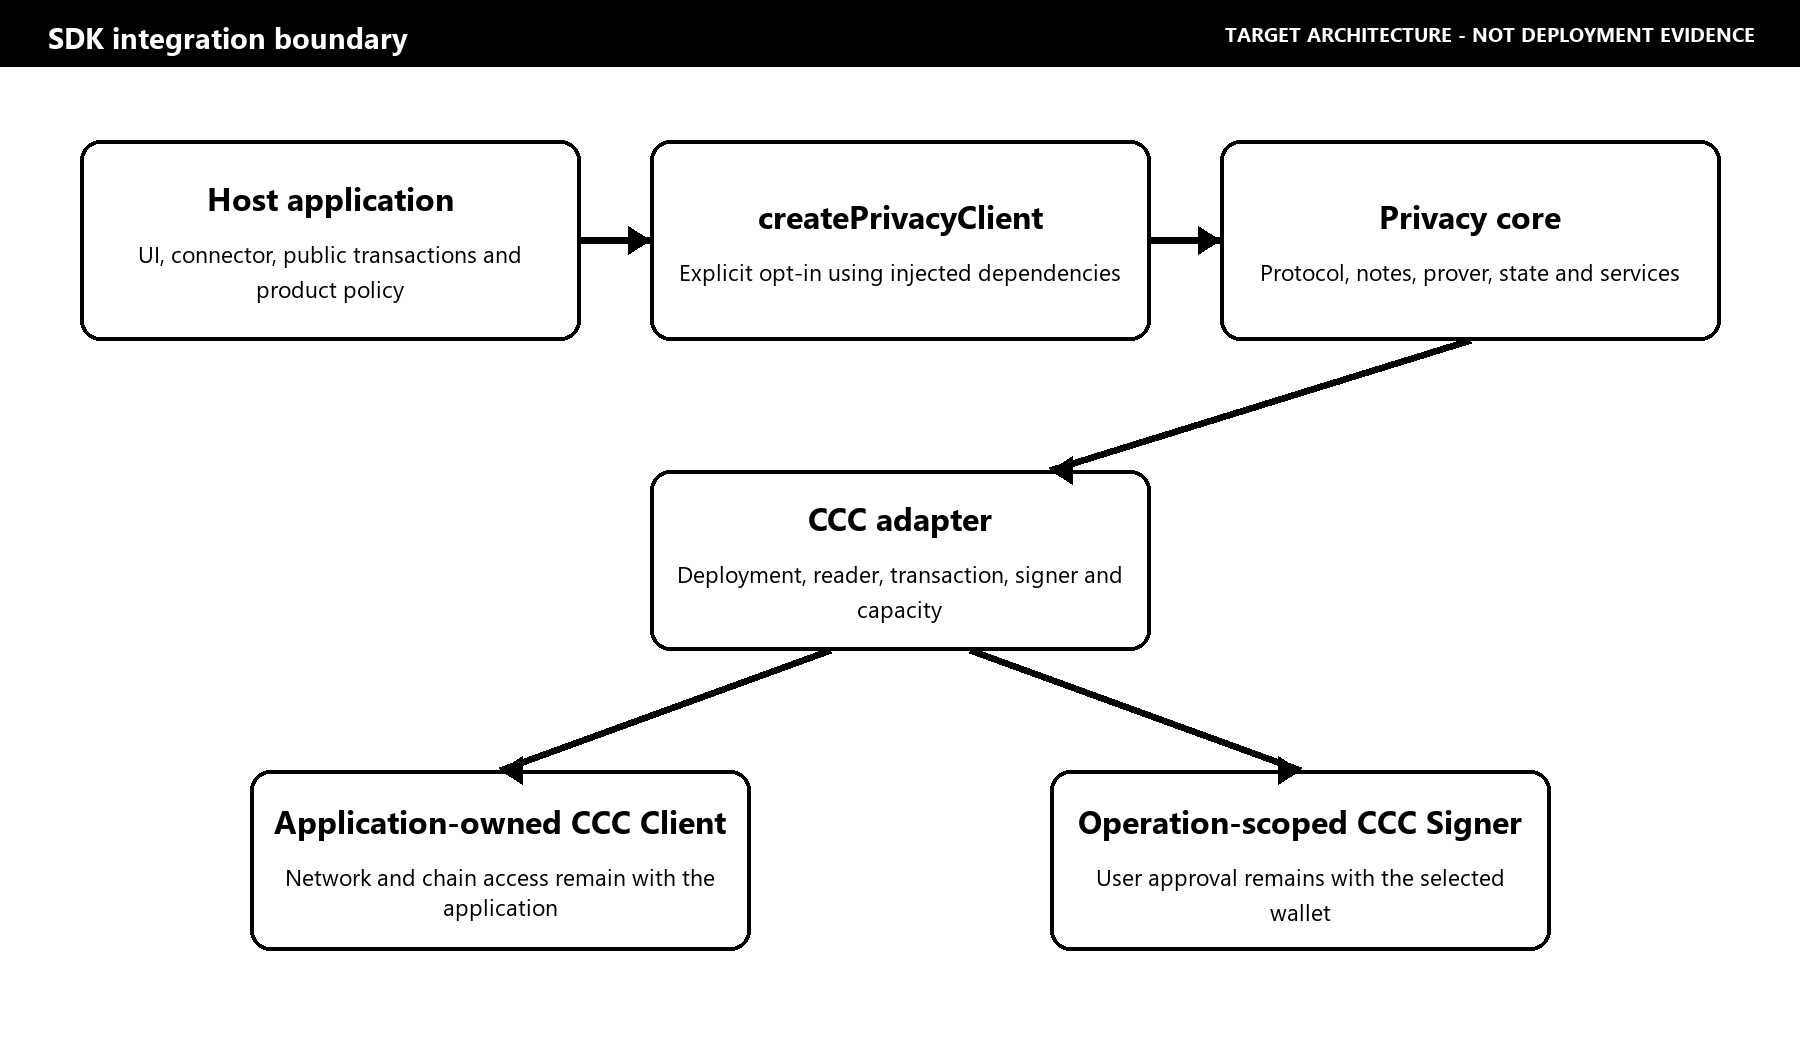 SDK integration boundary
TARGET ARCHITECTURE - NOT DEPLOYMENT EVIDENCE
Host application
UI, connector, public transactions and
product policy
createPrivacyClient
Explicit opt-in using injected dependencies
Privacy core
Protocol, notes, prover, state and services
CCC adapter
Deployment, reader, transaction, signer and
capacity
Application-owned CCC Client
Network and chain access remain with the
application
Operation-scoped CCC Signer
User approval remains with the selected
wallet